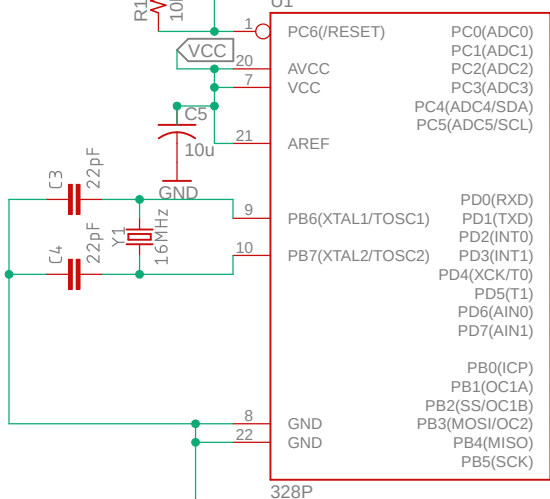 U1
R1
10
1
PC6(/RESET)
PC0(ADC0)
VCC
PC1(ADC1)
20
AVCC
PC2(ADC2)
7
VCC
PC3(ADC3)
PC4(ADC4/SDA)
C5
PC5(ADC5/SCL)
21
AREF
10u
GND
C3
22pF
PD0(RXD)
9
PB6(XTAL1/TOSC1)
PD1(TXD)
Y1
16MHz
PD2(INT0)
C4
22pF
10
PB7(XTAL2/TOSC2)
PD3(INT1)
PD4(XCK/T0)
PD5(T1)
PD6(AIN0)
PD7(AIN1)
PB0(ICP)
PB1(OC1A)
PB2(SS/OC1B)
8
GND
PB3(MOSI/OC2)
22
GND
PB4(MISO)
PB5(SCK)
328P